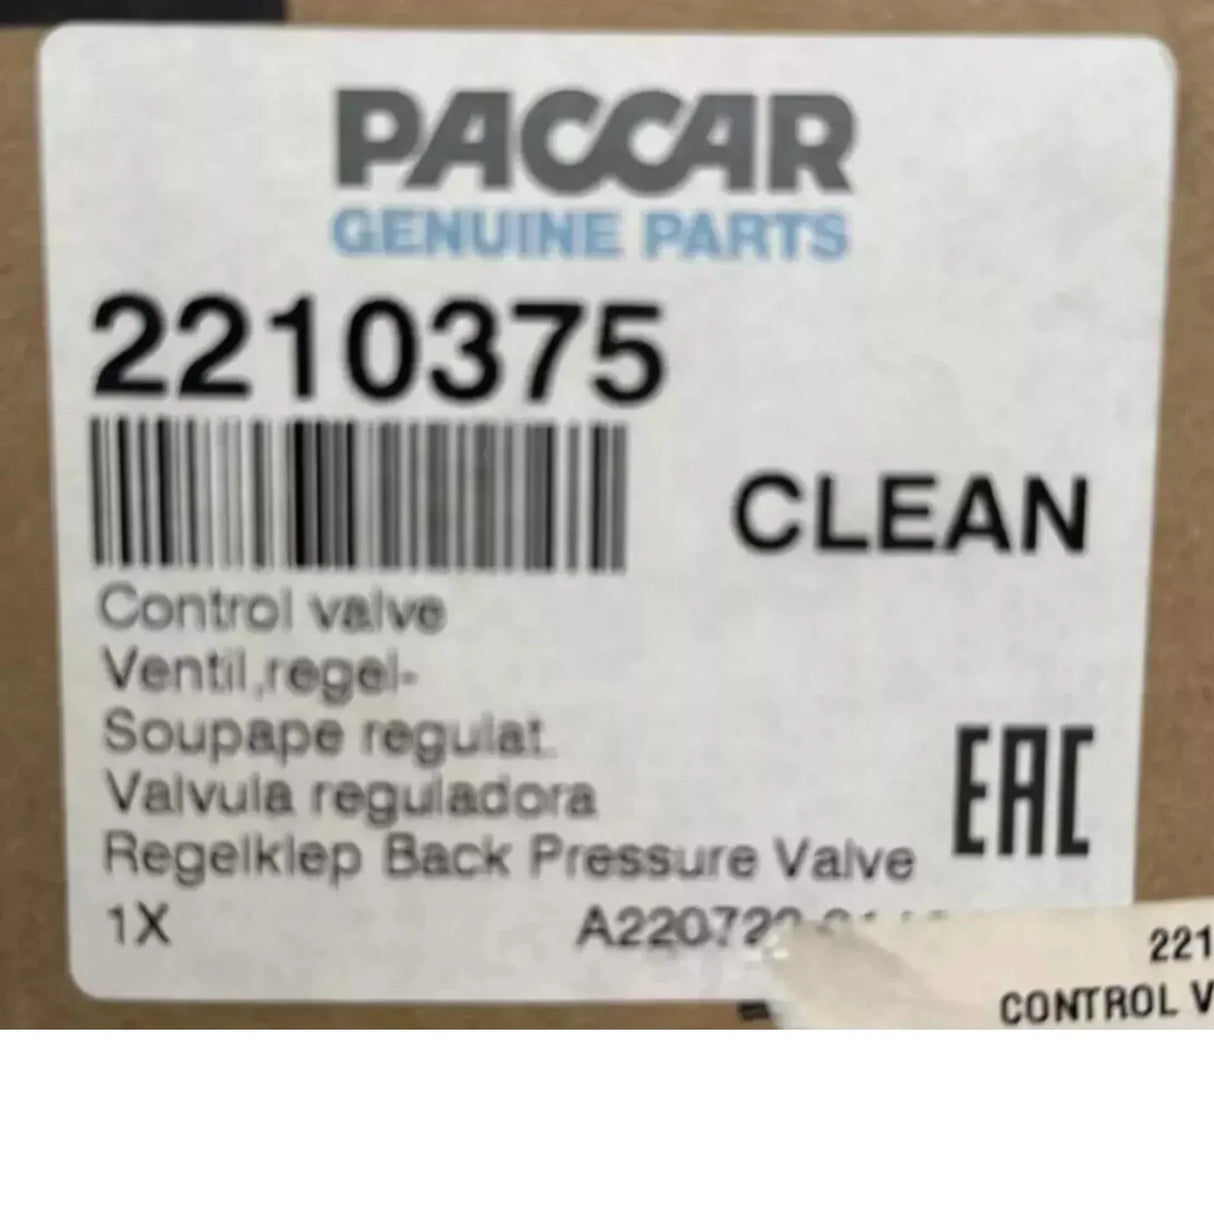 PACCAR
GENUINE PARTS
2210375
CLEAN
Control valve
Ventil,regel-
Soupape regulat.
Valvula reguladora
EAC
Regelklep Back Pressure Valve
1X
221
CONTROL V